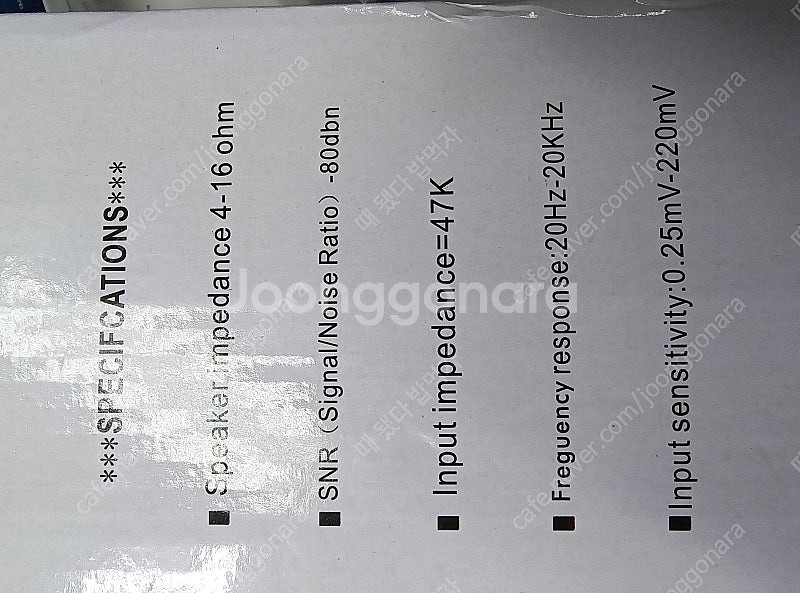 ***SPECIFCATIONS***
■ Speaker impedance 4-16 ohm
■ SNR（Signal/Noise Ratio）-80dbn
■ Input impedance=47K
■ Freguency response:20Hz-20KHz
■ Input sensitivity:0.25mV-220mV
Joonggonara